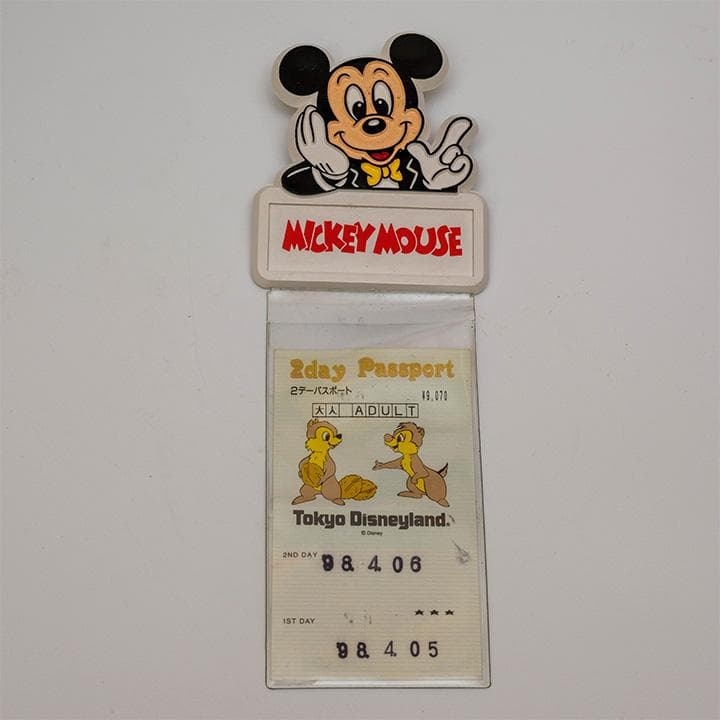 MICKEY MOUSE
2day Passport
2デーパスポート
¥9,070
大人 ADULT
Tokyo Disneyland®
© Disney
2ND DAY '98. 4. 06
★★★
1ST DAY '98. 4. 05